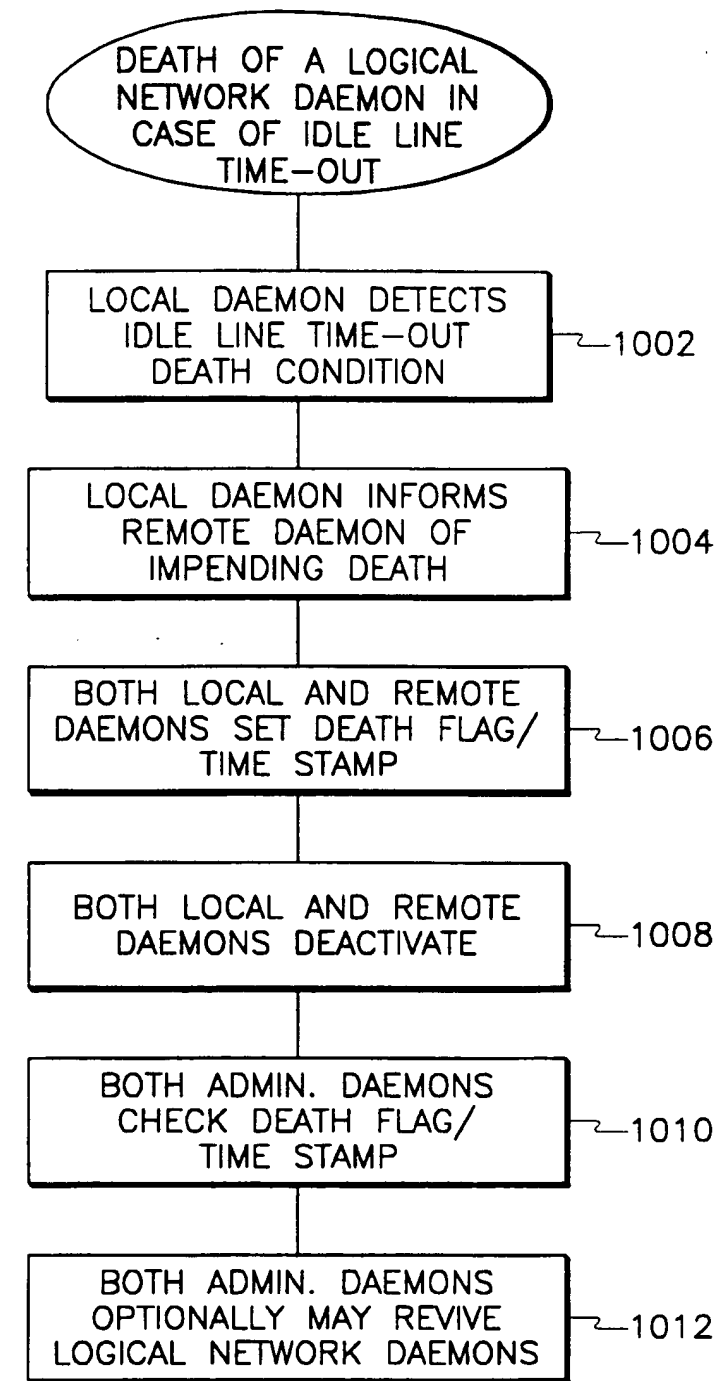 DEATH OF A LOGICAL
NETWORK DAEMON IN
CASE OF IDLE LINE
TIME-OUT
LOCAL DAEMON DETECTS
IDLE LINE TIME-OUT
DEATH CONDITION
1002
LOCAL DAEMON INFORMS
REMOTE DAEMON OF
IMPENDING DEATH
1004
BOTH LOCAL AND REMOTE
DAEMONS SET DEATH FLAG/
TIME STAMP
1006
BOTH LOCAL AND REMOTE
DAEMONS DEACTIVATE
1008
BOTH ADMIN. DAEMONS
CHECK DEATH FLAG/
TIME STAMP
1010
BOTH ADMIN. DAEMONS
OPTIONALLY MAY REVIVE
LOGICAL NETWORK DAEMONS
1012